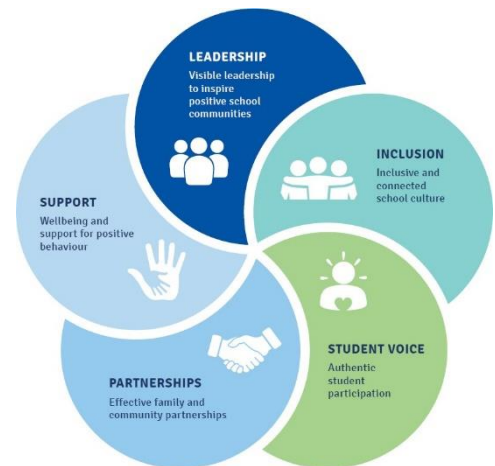 LEADERSHIP
Visible leadership
to inspire
positive school
communities
INCLUSION
Inclusive and
connected
school culture
STUDENT VOICE
Authentic
student
participation
PARTNERSHIPS
Effective family and
community partnerships
SUPPORT
Wellbeing and
support for positive
behaviour